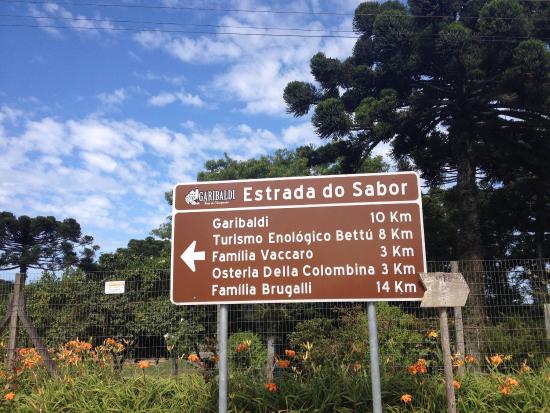 GARIBALDI Estrada do Sabor
Garibaldi 10 Km
Turismo Enológico Bettú 8 Km
Família Vaccaro 3 Km
Osteria Della Colombina 3 Km
Família Brugalli 14 Km